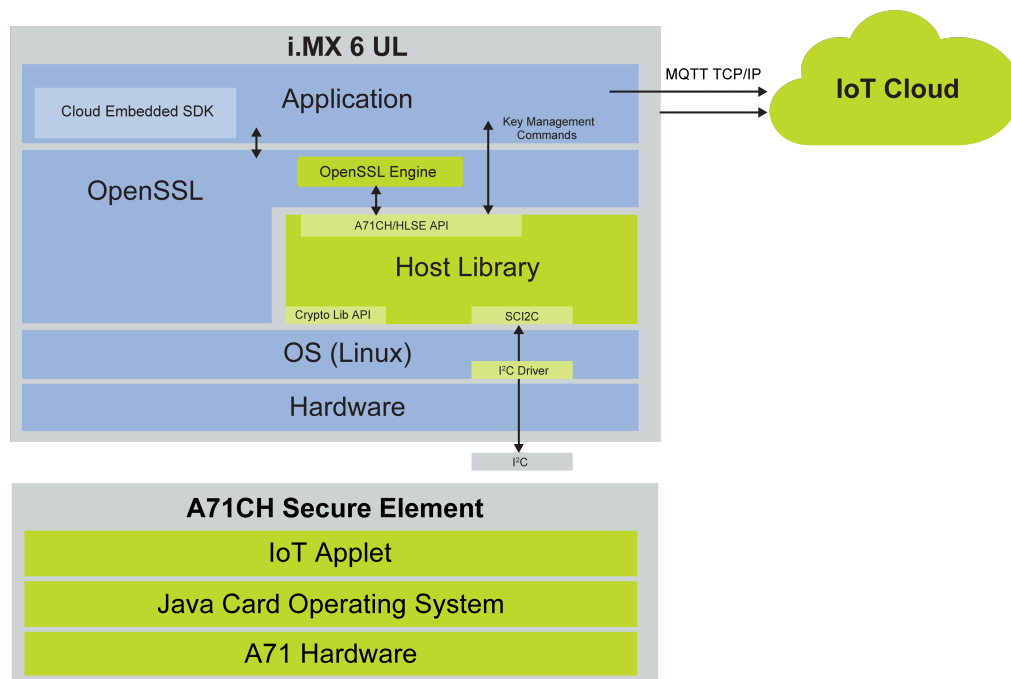 i.MX 6 UL
Cloud Embedded SDK
Application
MQTT TCP/IP
IoT Cloud
Key Management
Commands
OpenSSL
OpenSSL Engine
A71CH/HLSE API
Host Library
Crypto Lib API
SCI2C
OS (Linux)
I²C Driver
Hardware
I²C
A71CH Secure Element
IoT Applet
Java Card Operating System
A71 Hardware